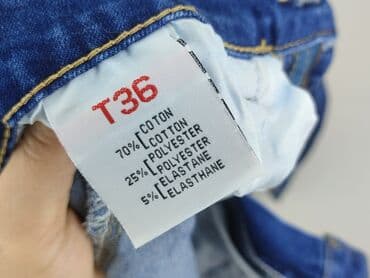 T36
70% [COTON
COTTON
25% [POLYESTER
POLYESTER
5% [ELASTANE
ELASTHANE